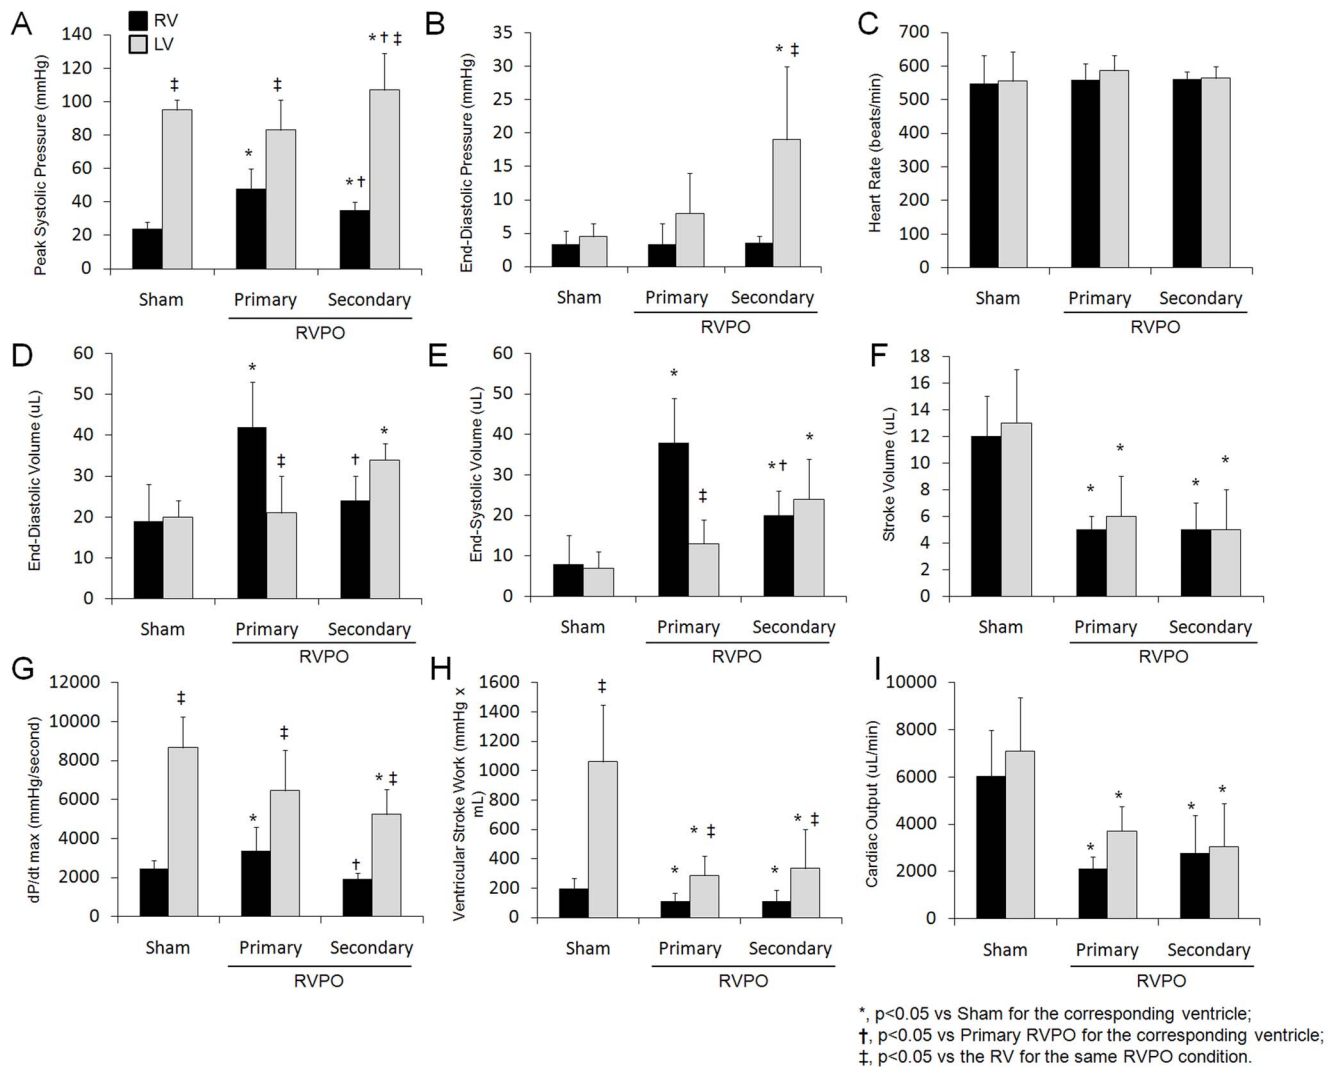 A
RV
LV
Peak Systolic Pressure (mmHg)
140
120
100
80
60
40
20
0
‡
*
‡
* †
* † ‡
Sham
Primary
Secondary
RVPO
B
End-Diastolic Pressure (mmHg)
35
30
25
20
15
10
5
0
* ‡
Sham
Primary
Secondary
RVPO
C
Heart Rate (beats/min)
700
600
500
400
300
200
100
0
Sham
Primary
Secondary
RVPO
D
End-Diastolic Volume (uL)
60
50
40
30
20
10
0
*
‡
†
*
Sham
Primary
Secondary
RVPO
E
End-Systolic Volume (uL)
60
50
40
30
20
10
0
*
‡
* †
*
Sham
Primary
Secondary
RVPO
F
Stroke Volume (uL)
18
16
14
12
10
8
6
4
2
0
*
*
*
*
Sham
Primary
Secondary
RVPO
G
dP/dt max (mmHg/second)
12000
10000
8000
6000
4000
2000
0
‡
*
‡
†
* ‡
Sham
Primary
Secondary
RVPO
H
Ventricular Stroke Work (mmHg x
mL)
1600
1400
1200
1000
800
600
400
200
0
‡
*
* ‡
*
* ‡
Sham
Primary
Secondary
RVPO
I
Cardiac Output (uL/min)
10000
8000
6000
4000
2000
0
*
*
*
*
Sham
Primary
Secondary
RVPO
*, p<0.05 vs Sham for the corresponding ventricle;
†, p<0.05 vs Primary RVPO for the corresponding ventricle;
‡, p<0.05 vs the RV for the same RVPO condition.